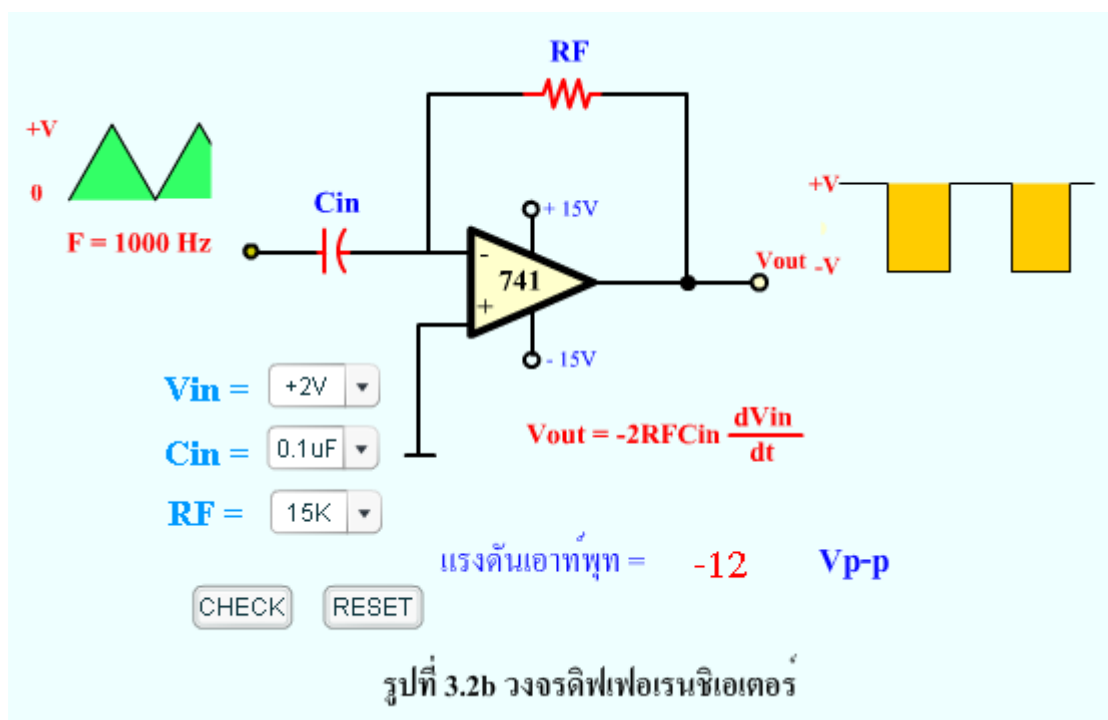 RF
+V
0
F = 1000 Hz
Cin
+ 15V
-
741
+
- 15V
Vout
+V
-V
Vin = +2V
Cin = 0.1uF
RF = 15K
Vout = -2RFCin dVin
dt
แรงดันเอาท์พุท = -12 Vp-p
CHECK RESET
รูปที่ 3.2b วงจรดิฟเฟอเรนชิเอเตอร์